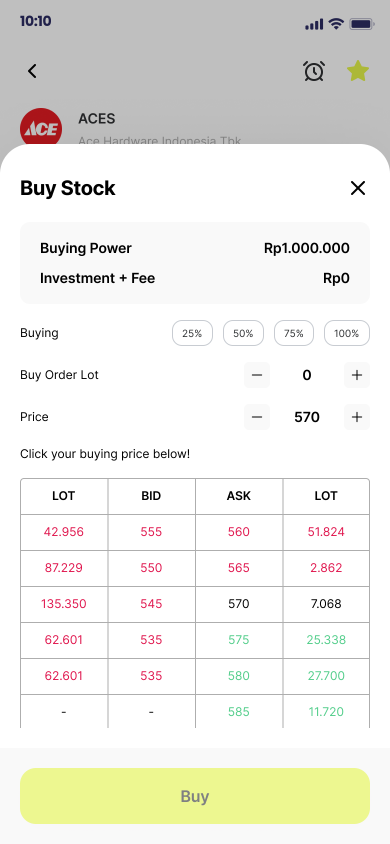 10:10
ACE
ACES
Ace Hardware Indonesia Tbk
Buy Stock
Buying Power Rp1.000.000
Investment + Fee Rp0
Buying 25% 50% 75% 100%
Buy Order Lot − 0 +
Price − 570 +
Click your buying price below!
LOT BID ASK LOT
42.956 555 560 51.824
87.229 550 565 2.862
135.350 545 570 7.068
62.601 535 575 25.338
62.601 535 580 27.700
- - 585 11.720
Buy